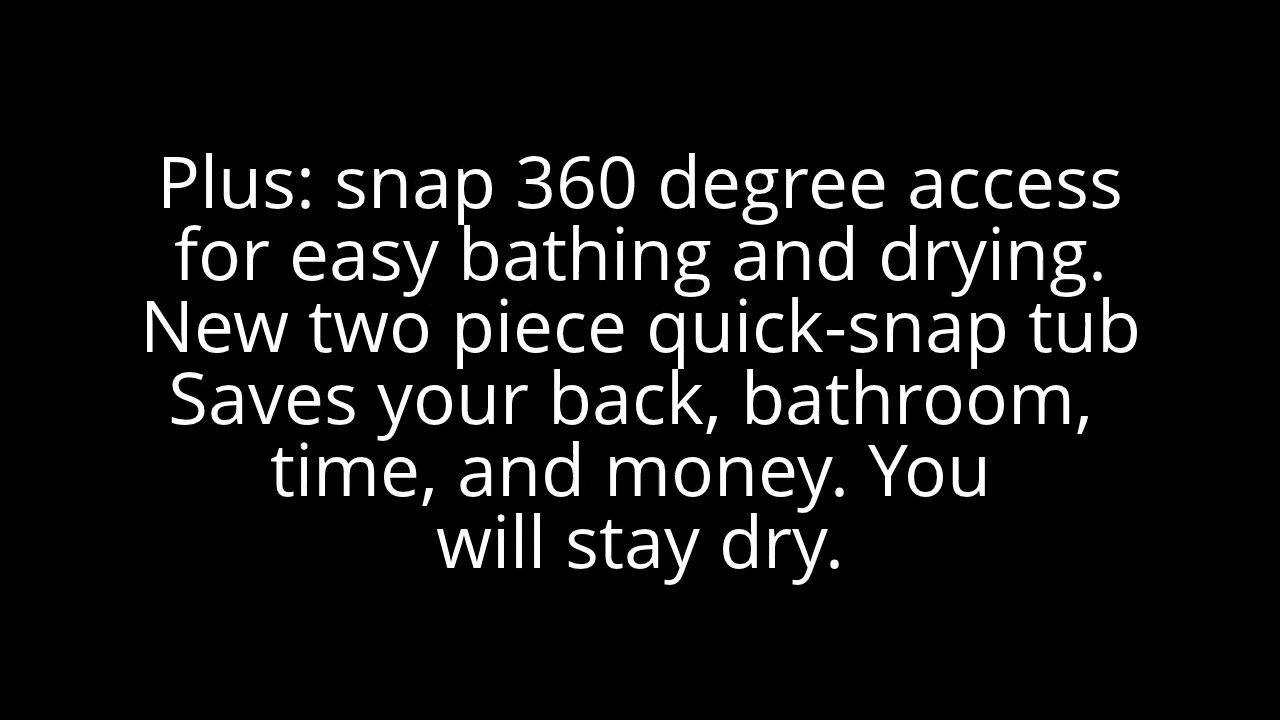 Plus: snap 360 degree access
for easy bathing and drying.
New two piece quick-snap tub
Saves your back, bathroom,
time, and money. You
will stay dry.